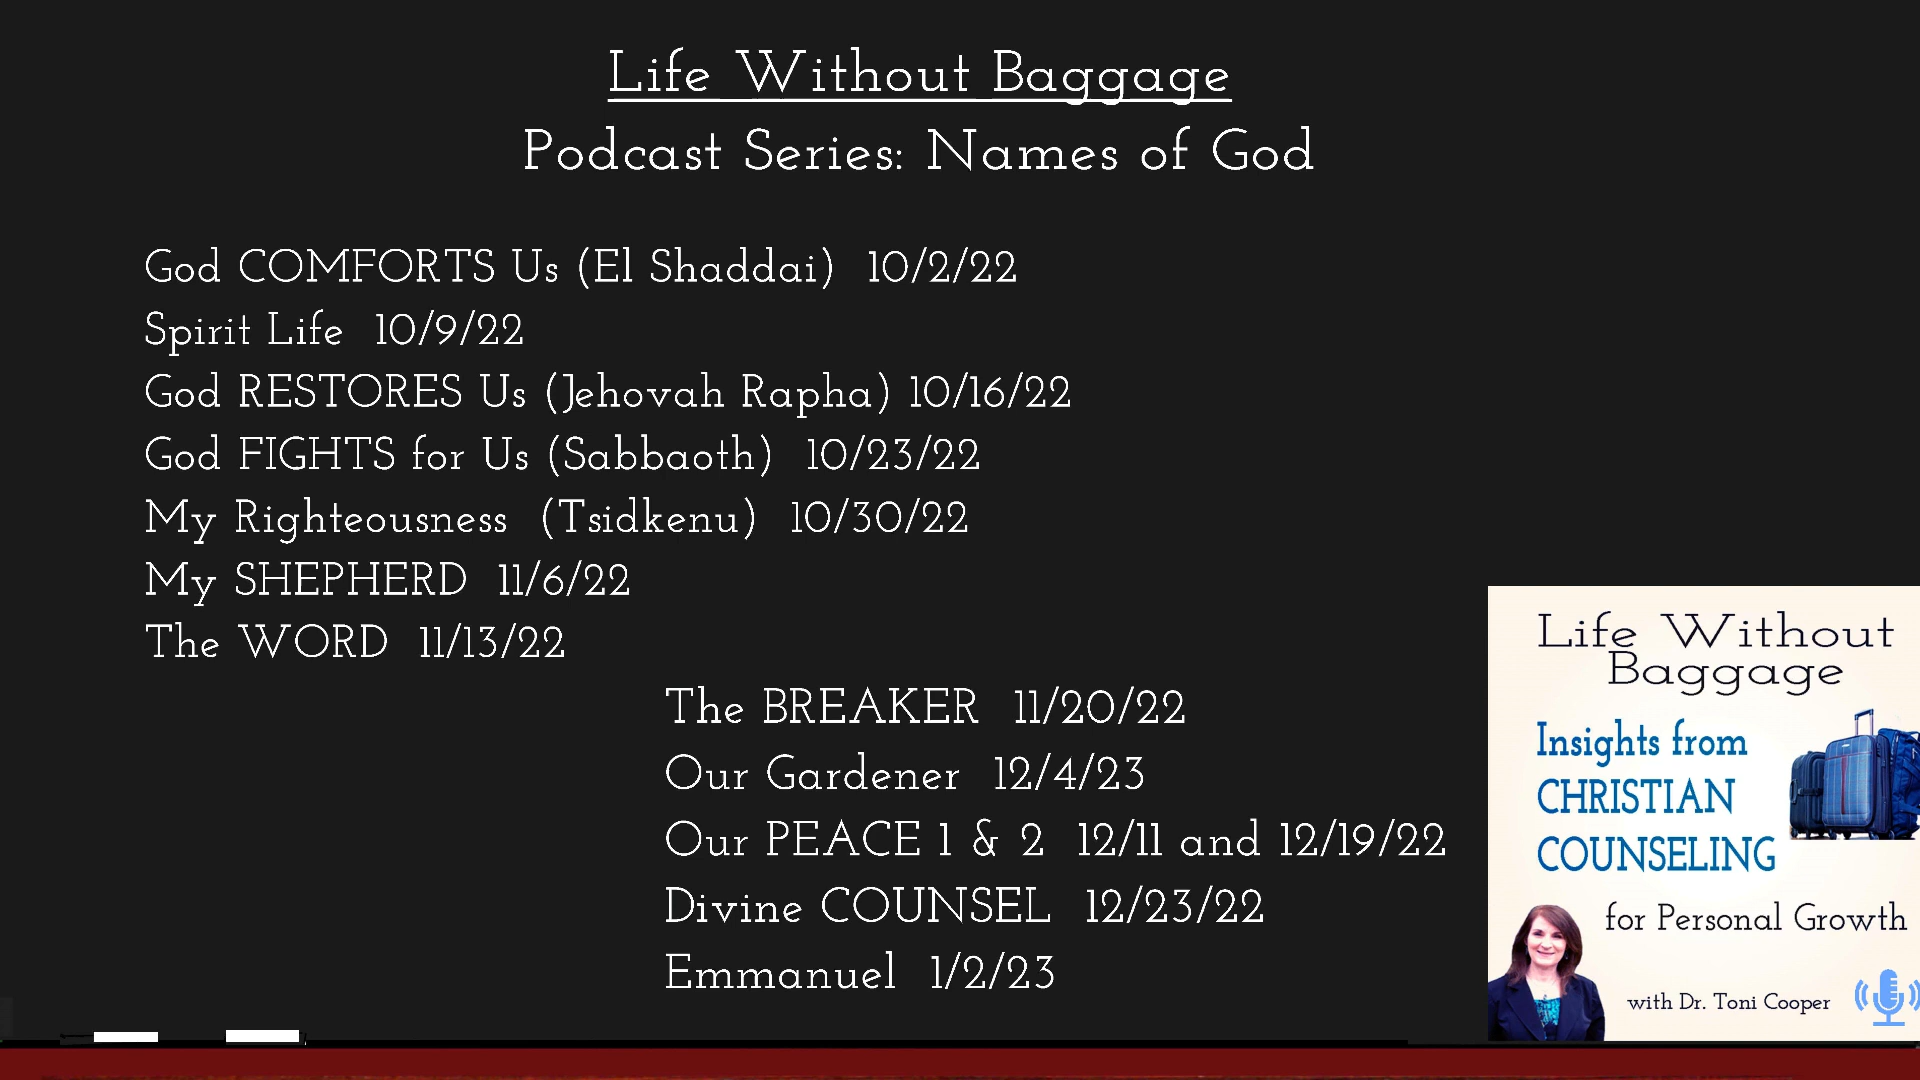 Life Without Baggage
Podcast Series: Names of God
God COMFORTS Us (El Shaddai) 10/2/22
Spirit Life 10/9/22
God RESTORES Us (Jehovah Rapha) 10/16/22
God FIGHTS for Us (Sabbaoth) 10/23/22
My Righteousness (Tsidkenu) 10/30/22
My SHEPHERD 11/6/22
The WORD 11/13/22
The BREAKER 11/20/22
Our Gardener 12/4/23
Our PEACE 1 & 2 12/11 and 12/19/22
Divine COUNSEL 12/23/22
Emmanuel 1/2/23
Life Without
Baggage
Insights from
CHRISTIAN
COUNSELING
for Personal Growth
with Dr. Toni Cooper